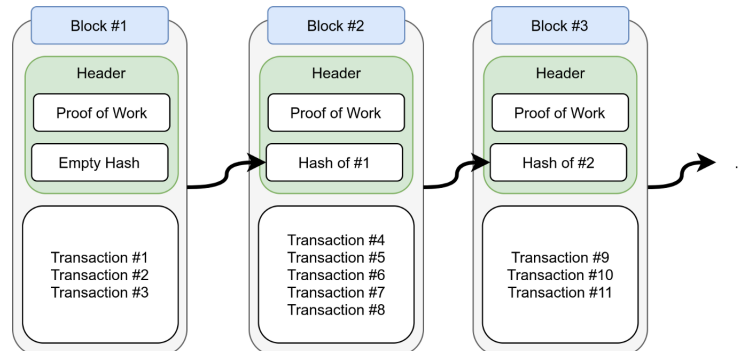 Block #1
Header
Proof of Work
Empty Hash
Transaction #1
Transaction #2
Transaction #3
Block #2
Header
Proof of Work
Hash of #1
Transaction #4
Transaction #5
Transaction #6
Transaction #7
Transaction #8
Block #3
Header
Proof of Work
Hash of #2
Transaction #9
Transaction #10
Transaction #11
.